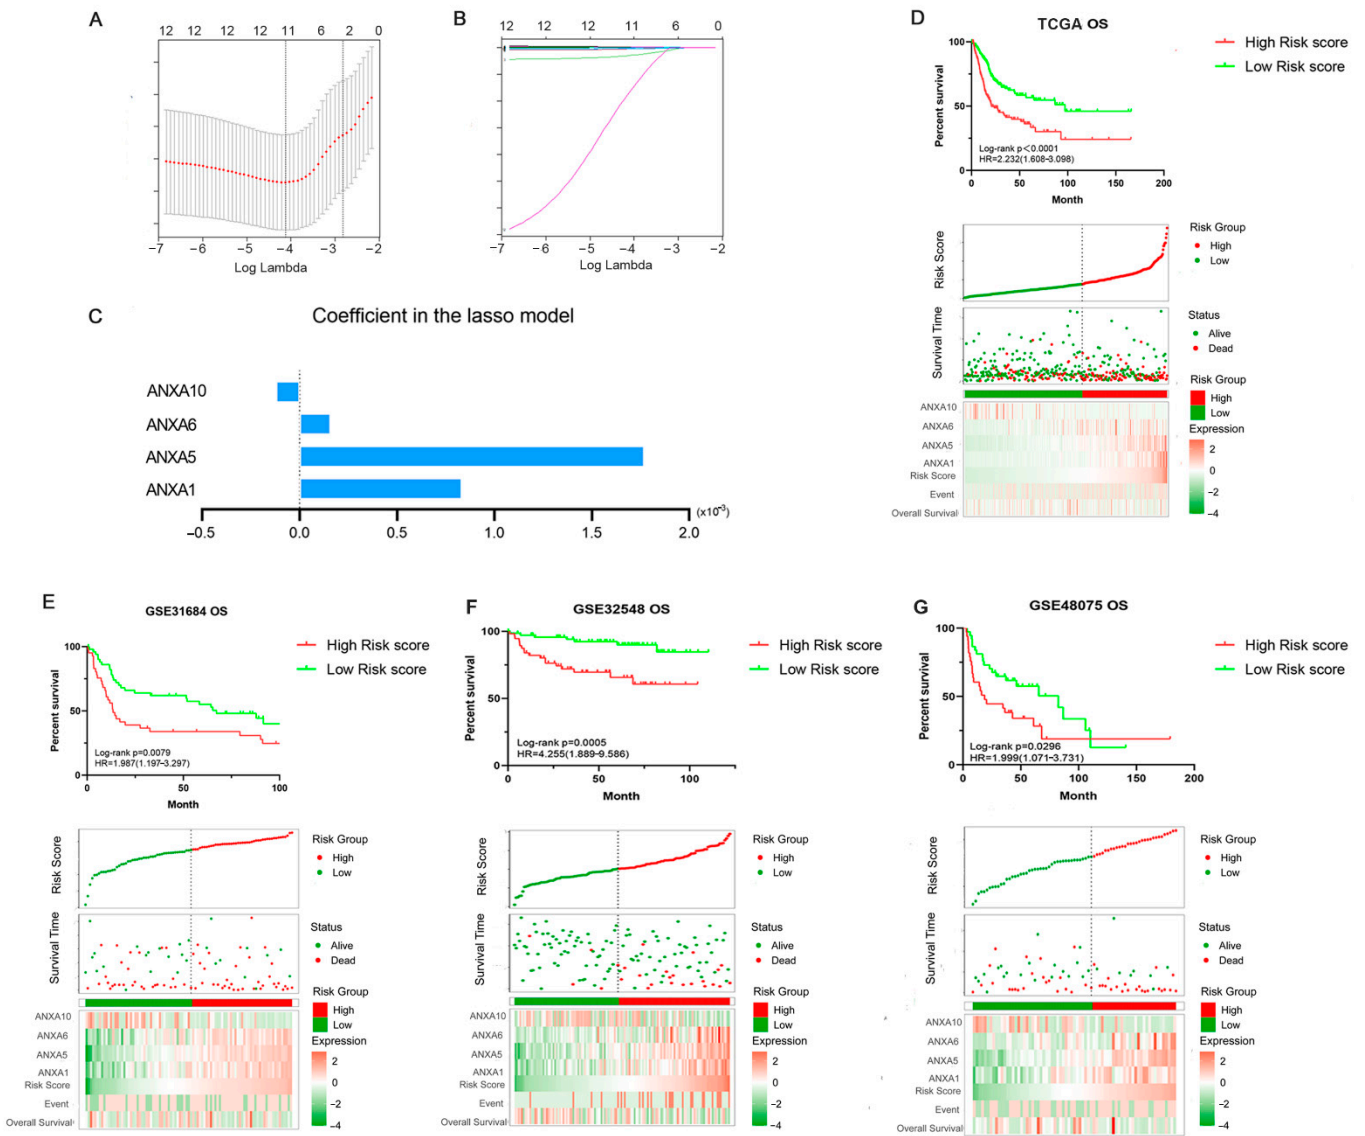 A
12 12 12 12 11 6 2 0
−7 −6 −5 −4 −3 −2
Log Lambda
B
12 12 12 11 6 0
−7 −6 −5 −4 −3 −2
Log Lambda
C
Coefficient in the lasso model
ANXA10
ANXA6
ANXA5
ANXA1
−0.5 0.0 0.5 1.0 1.5 2.0
(x10⁻³)
D
TCGA OS
High Risk score
Low Risk score
Percent survival
100
50
0
Log-rank p<0.0001
HR=2.232(1.608-3.098)
0 50 100 150 200
Month
Risk Score
Risk Group
High
Low
Survival Time
Status
Alive
Dead
Risk Group
High
Low
Expression
2
0
−2
−4
ANXA10
ANXA6
ANXA5
ANXA1
Risk Score
Event
Overall Survival
E
GSE31684 OS
High Risk score
Low Risk score
Percent survival
100
50
0
Log-rank p=0.0079
HR=1.987(1.197-3.297)
0 50 100
Month
Risk Score
Risk Group
High
Low
Survival Time
Status
Alive
Dead
Risk Group
High
Low
Expression
2
0
−2
−4
ANXA10
ANXA6
ANXA5
ANXA1
Risk Score
Event
Overall Survival
F
GSE32548 OS
High Risk score
Low Risk score
Percent survival
100
50
0
Log-rank p=0.0005
HR=4.255(1.889-9.586)
0 50 100
Month
Risk Score
Risk Group
High
Low
Survival Time
Status
Alive
Dead
Risk Group
High
Low
Expression
2
0
−2
−4
ANXA10
ANXA6
ANXA5
ANXA1
Risk Score
Event
Overall Survival
G
GSE48075 OS
High Risk score
Low Risk score
Percent survival
100
50
0
Log-rank p=0.0296
HR=1.999(1.071-3.731)
0 50 100 150 200
Month
Risk Score
Risk Group
High
Low
Survival Time
Status
Alive
Dead
Risk Group
High
Low
Expression
2
0
−2
−4
ANXA10
ANXA6
ANXA5
ANXA1
Risk Score
Event
Overall Survival